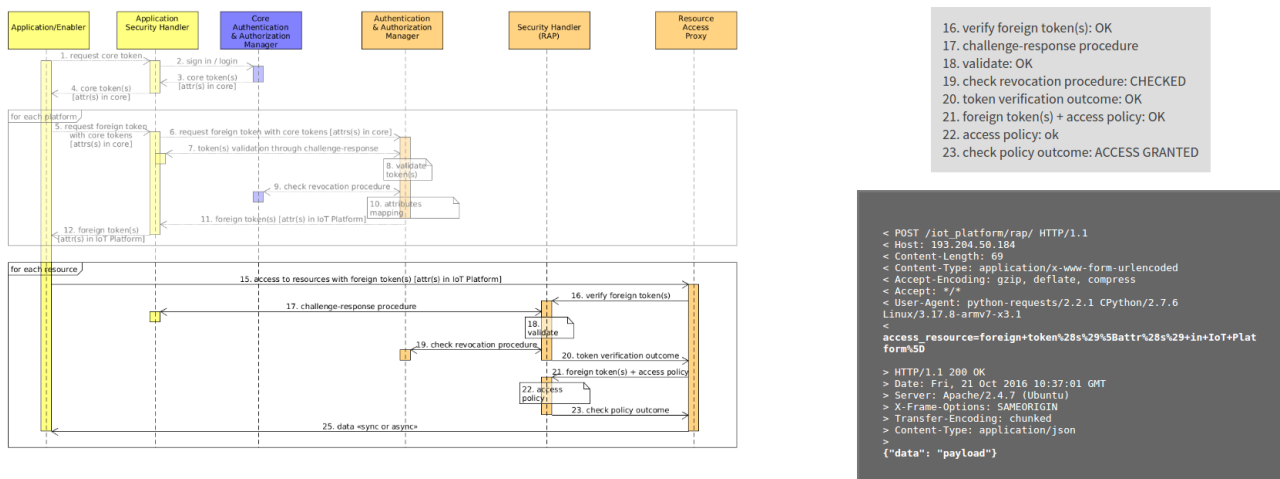 Application/Enabler
Application
Security Handler
Core
Authentication
& Authorization
Manager
Authentication
& Authorization
Manager
Security Handler
(RAP)
Resource
Access
Proxy
1. request core token
2. sign in / login
3. core token(s)
[attr(s) in core]
4. core token(s)
[attr(s) in core]
for each platform
5. request foreign token
with core tokens
[attrs(s) in core]
6. request foreign token with core tokens [attrs(s) in core]
7. token(s) validation through challenge-response
8. validate
token(s)
9. check revocation procedure
10. attributes
mapping
11. foreign token(s) [attr(s) in IoT Platform]
12. foreign token(s)
[attr(s) in IoT Platform]
for each resource
15. access to resources with foreign token(s) [attr(s) in IoT Platform]
16. verify foreign token(s)
17. challenge-response procedure
18.
validate
19. check revocation procedure
20. token verification outcome
21. foreign token(s) + access policy
22. access
policy
23. check policy outcome
25. data «sync or async»
16. verify foreign token(s): OK
17. challenge-response procedure
18. validate: OK
19. check revocation procedure: CHECKED
20. token verification outcome: OK
21. foreign token(s) + access policy: OK
22. access policy: ok
23. check policy outcome: ACCESS GRANTED
< POST /iot_platform/rap/ HTTP/1.1
< Host: 193.204.50.184
< Content-Length: 69
< Content-Type: application/x-www-form-urlencoded
< Accept-Encoding: gzip, deflate, compress
< Accept: */*
< User-Agent: python-requests/2.2.1 CPython/2.7.6
Linux/3.17.8-armv7-x3.1
<
access_resource=foreign+token%28s%29%5Battr%28s%29+in+IoT+Plat
form%5D
> HTTP/1.1 200 OK
> Date: Fri, 21 Oct 2016 10:37:01 GMT
> Server: Apache/2.4.7 (Ubuntu)
> X-Frame-Options: SAMEORIGIN
> Transfer-Encoding: chunked
> Content-Type: application/json
>
{"data": "payload"}